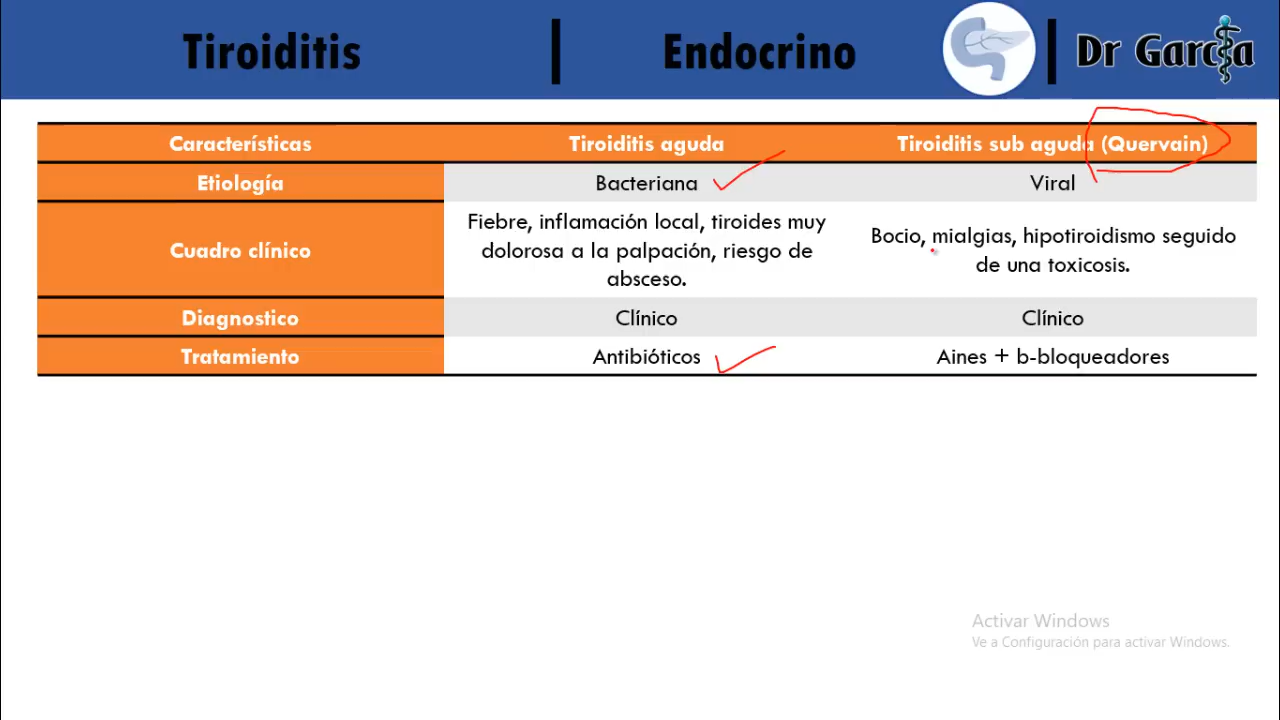 Tiroiditis | Endocrino | Dr García
Características Tiroiditis aguda Tiroiditis sub aguda (Quervain)
Etiología Bacteriana Viral
Cuadro clínico
Fiebre, inflamación local, tiroides muy
dolorosa a la palpación, riesgo de
absceso.
Bocio, mialgias, hipotiroidismo seguido
de una toxicosis.
Diagnostico Clínico Clínico
Tratamiento Antibióticos Aines + b-bloqueadores
Activar Windows
Ve a Configuración para activar Windows.